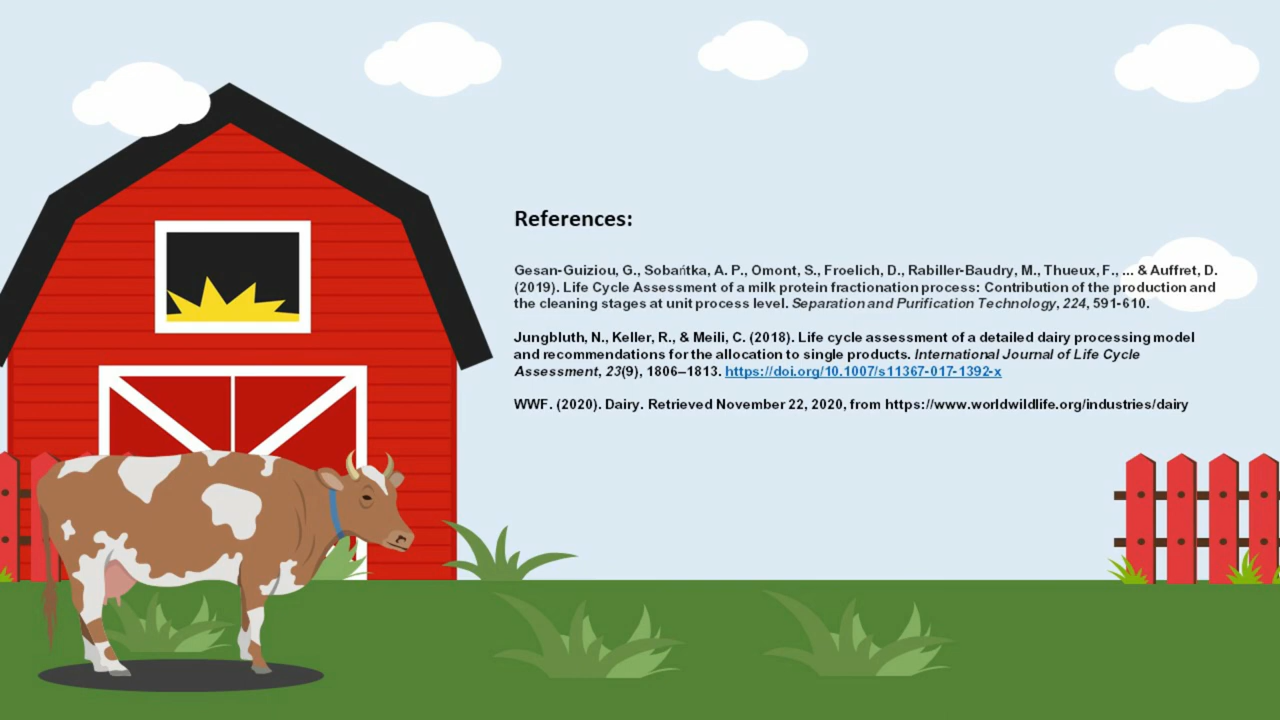 References:
Gesan-Guiziou, G., Sobańtka, A. P., Omont, S., Froelich, D., Rabiller-Baudry, M., Thueux, F., ... & Auffret, D.
(2019). Life Cycle Assessment of a milk protein fractionation process: Contribution of the production and
the cleaning stages at unit process level. Separation and Purification Technology, 224, 591-610.
Jungbluth, N., Keller, R., & Meili, C. (2018). Life cycle assessment of a detailed dairy processing model
and recommendations for the allocation to single products. International Journal of Life Cycle
Assessment, 23(9), 1806–1813. https://doi.org/10.1007/s11367-017-1392-x
WWF. (2020). Dairy. Retrieved November 22, 2020, from https://www.worldwildlife.org/industries/dairy